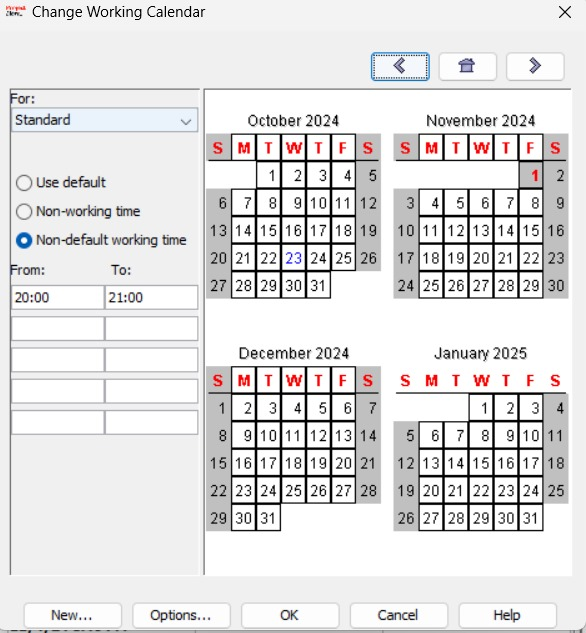 Change Working Calendar
For:
Standard
Use default
Non-working time
Non-default working time
From: To:
20:00 21:00
October 2024
S M T W T F S
1 2 3 4 5
6 7 8 9 10 11 12
13 14 15 16 17 18 19
20 21 22 23 24 25 26
27 28 29 30 31
November 2024
S M T W T F S
1 2
3 4 5 6 7 8 9
10 11 12 13 14 15 16
17 18 19 20 21 22 23
24 25 26 27 28 29 30
December 2024
S M T W T F S
1 2 3 4 5 6 7
8 9 10 11 12 13 14
15 16 17 18 19 20 21
22 23 24 25 26 27 28
29 30 31
January 2025
S M T W T F S
1 2 3 4
5 6 7 8 9 10 11
12 13 14 15 16 17 18
19 20 21 22 23 24 25
26 27 28 29 30 31
New... Options... OK Cancel Help